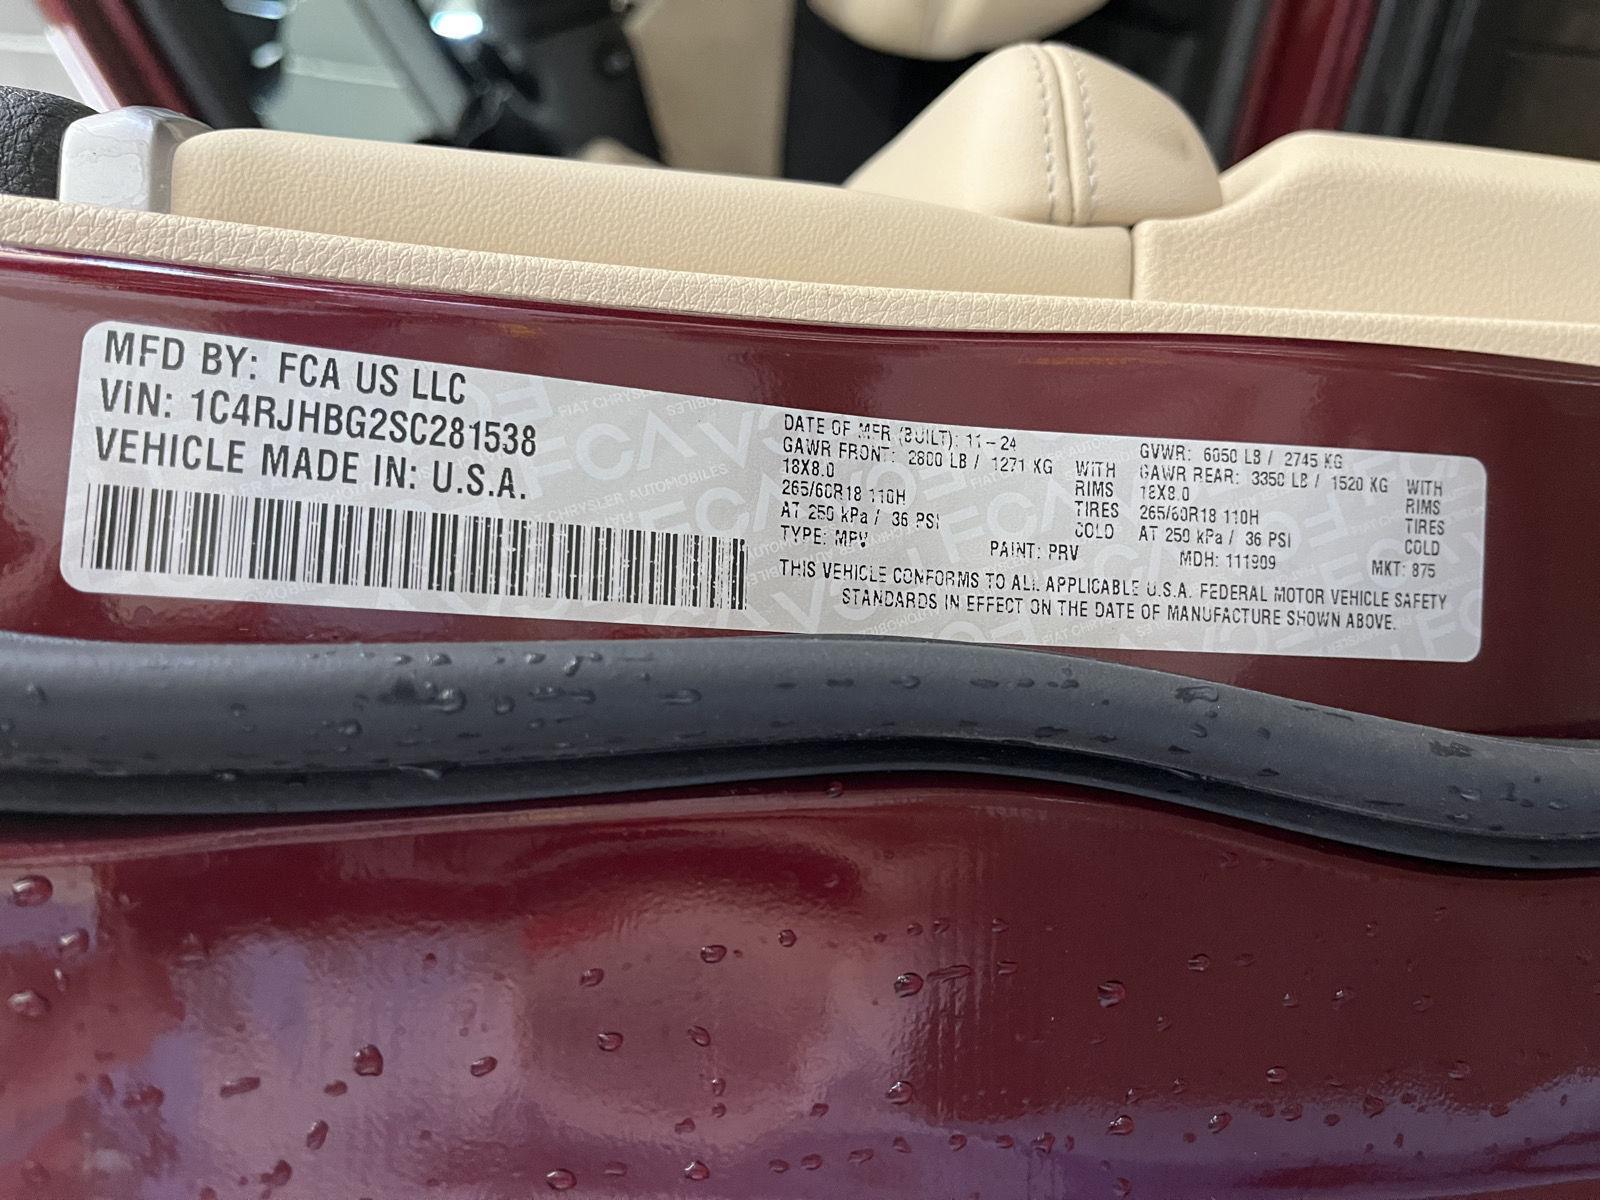 MFD BY: FCA US LLC
VIN: 1C4RJHBG2SC281538
VEHICLE MADE IN: U.S.A.
DATE OF MFR (BUILT): 11-24
GAWR FRONT: 2800 LB / 1271 KG WITH
18X8.0 RIMS
265/60R18 110H TIRES
AT 250 kPa / 36 PSI COLD
TYPE: MPV PAINT: PRV
GVWR: 6050 LB / 2745 KG
GAWR REAR: 3350 LB / 1520 KG WITH
18X8.0 RIMS
265/60R18 110H TIRES
AT 250 kPa / 36 PSI COLD
MDH: 111909 MKT: 875
THIS VEHICLE CONFORMS TO ALL APPLICABLE U.S.A. FEDERAL MOTOR VEHICLE SAFETY
STANDARDS IN EFFECT ON THE DATE OF MANUFACTURE SHOWN ABOVE.